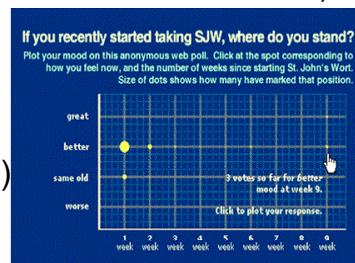 )
If you recently started taking SJW, where do you stand?
Plot your mood on this anonymous web poll. Click at the spot corresponding to
how you feel now, and the number of weeks since starting St. John's Wort.
Size of dots shows how many have marked that position.
great
better
same old
3 votes so far for better
mood at week 9.
worse
Click to plot your response.
1 2 3 4 5 6 7 8 9
week week week week week week week week week